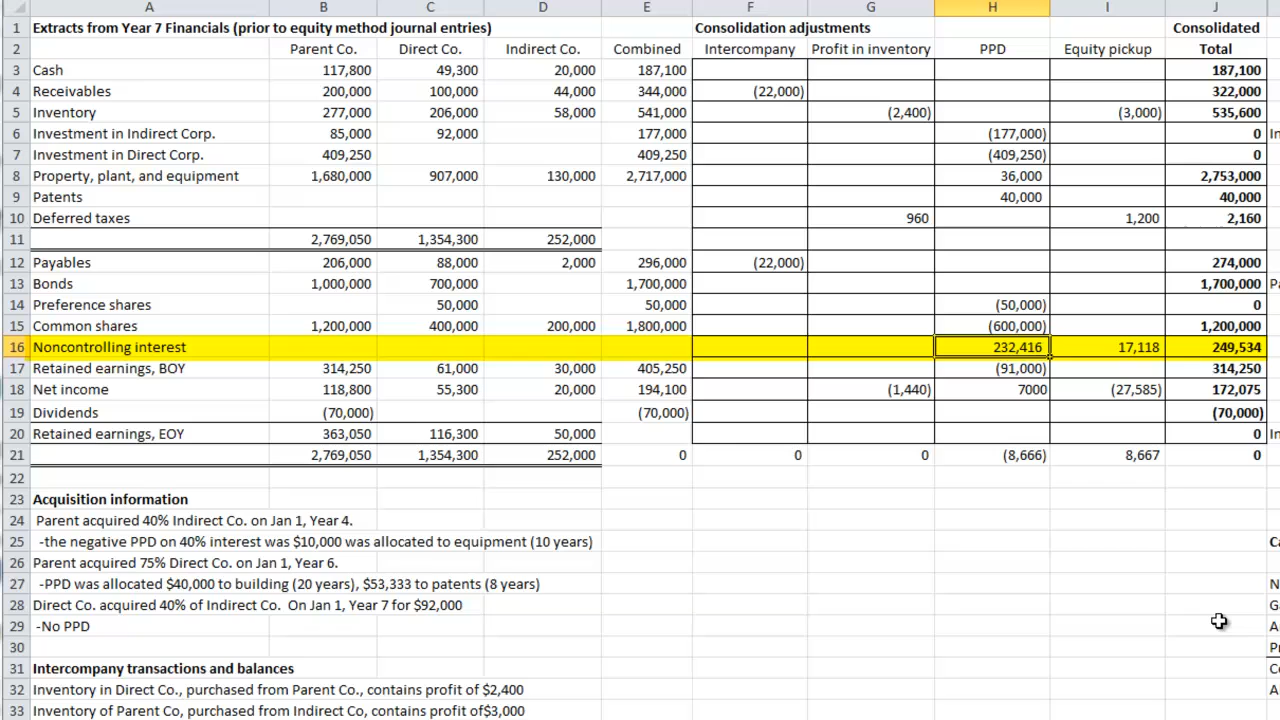 A B C D E F G H I J
1 Extracts from Year 7 Financials (prior to equity method journal entries) Consolidation adjustments Consolidated
2 Parent Co. Direct Co. Indirect Co. Combined Intercompany Profit in inventory PPD Equity pickup Total
3 Cash 117,800 49,300 20,000 187,100 187,100
4 Receivables 200,000 100,000 44,000 344,000 (22,000) 322,000
5 Inventory 277,000 206,000 58,000 541,000 (2,400) (3,000) 535,600
6 Investment in Indirect Corp. 85,000 92,000 177,000 (177,000) 0 In
7 Investment in Direct Corp. 409,250 409,250 (409,250) 0
8 Property, plant, and equipment 1,680,000 907,000 130,000 2,717,000 36,000 2,753,000
9 Patents 40,000 40,000
10 Deferred taxes 960 1,200 2,160
11 2,769,050 1,354,300 252,000
12 Payables 206,000 88,000 2,000 296,000 (22,000) 274,000
13 Bonds 1,000,000 700,000 1,700,000 1,700,000 Pa
14 Preference shares 50,000 50,000 (50,000) 0
15 Common shares 1,200,000 400,000 200,000 1,800,000 (600,000) 1,200,000
16 Noncontrolling interest 232,416 17,118 249,534
17 Retained earnings, BOY 314,250 61,000 30,000 405,250 (91,000) 314,250
18 Net income 118,800 55,300 20,000 194,100 (1,440) 7000 (27,585) 172,075
19 Dividends (70,000) (70,000) (70,000)
20 Retained earnings, EOY 363,050 116,300 50,000 0 In
21 2,769,050 1,354,300 252,000 0 0 0 (8,666) 8,667 0
22
23 Acquisition information
24 Parent acquired 40% Indirect Co. on Jan 1, Year 4.
25 -the negative PPD on 40% interest was $10,000 was allocated to equipment (10 years) Ca
26 Parent acquired 75% Direct Co. on Jan 1, Year 6.
27 -PPD was allocated $40,000 to building (20 years), $53,333 to patents (8 years) N
28 Direct Co. acquired 40% of Indirect Co. On Jan 1, Year 7 for $92,000 Ga
29 -No PPD A
30 Pr
31 Intercompany transactions and balances Co
32 Inventory in Direct Co., purchased from Parent Co., contains profit of $2,400 A
33 Inventory of Parent Co, purchased from Indirect Co, contains profit of$3,000